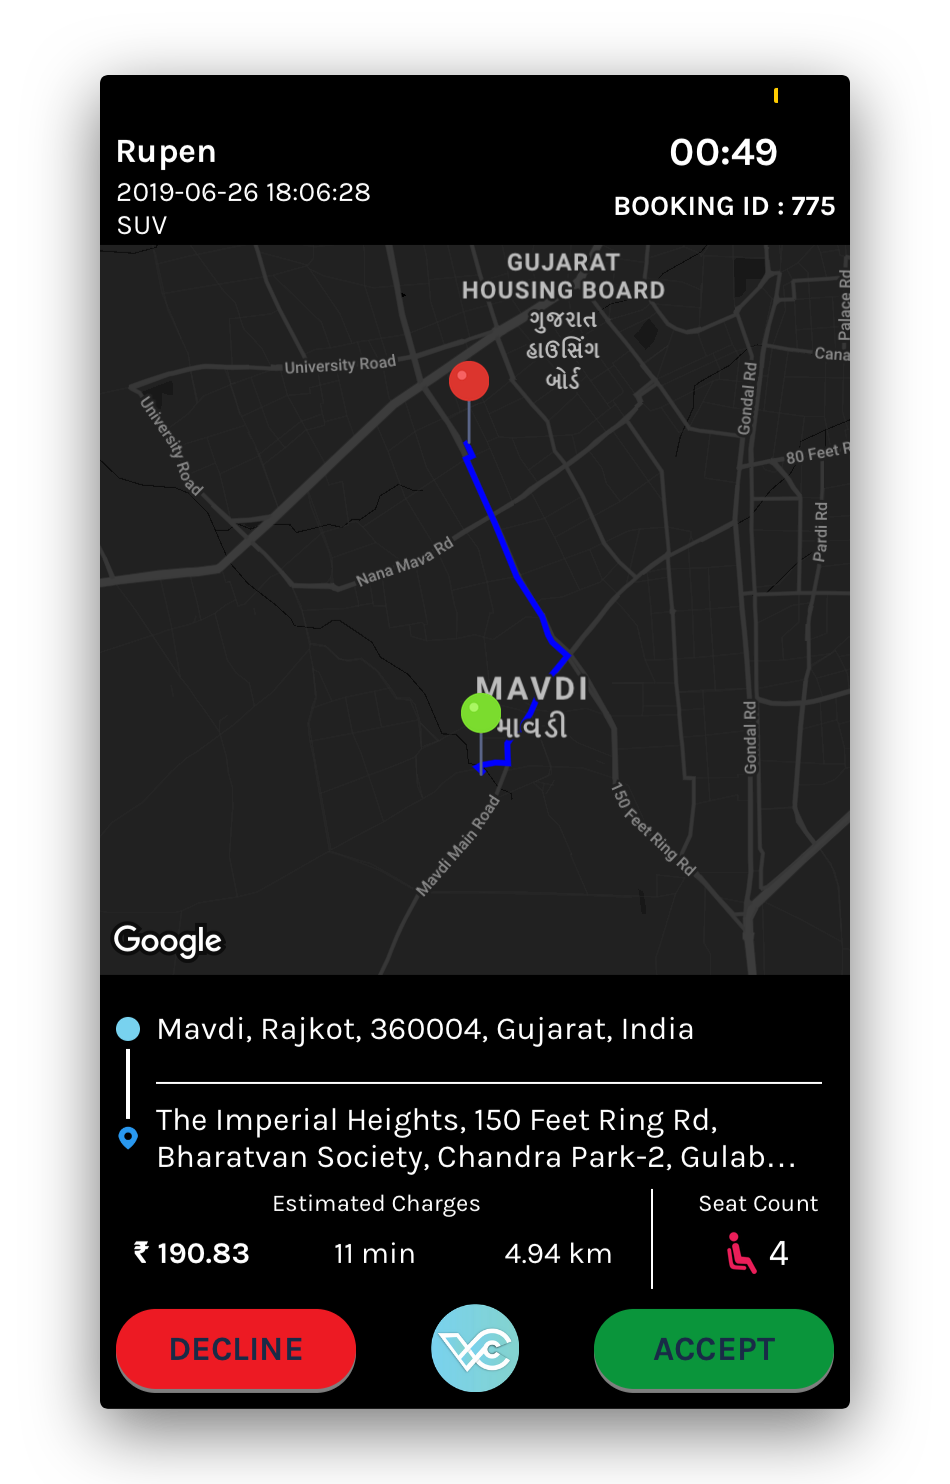 Rupen
00:49
2019-06-26 18:06:28
BOOKING ID : 775
SUV
GUJARAT
HOUSING BOARD
ગુજરાત
હાઉસિંગ
બોર્ડ
Palace Rd
University Road
Cana
University Road
Gondal Rd
80 Feet R
Pardi Rd
Nana Mava Rd
MAVDI
માવડી
Gondal Rd
150 Feet Ring Rd
Mavdi Main Road
Google
Mavdi, Rajkot, 360004, Gujarat, India
The Imperial Heights, 150 Feet Ring Rd,
Bharatvan Society, Chandra Park-2, Gulab...
Estimated Charges
Seat Count
₹ 190.83
11 min
4.94 km
4
DECLINE
VC
ACCEPT